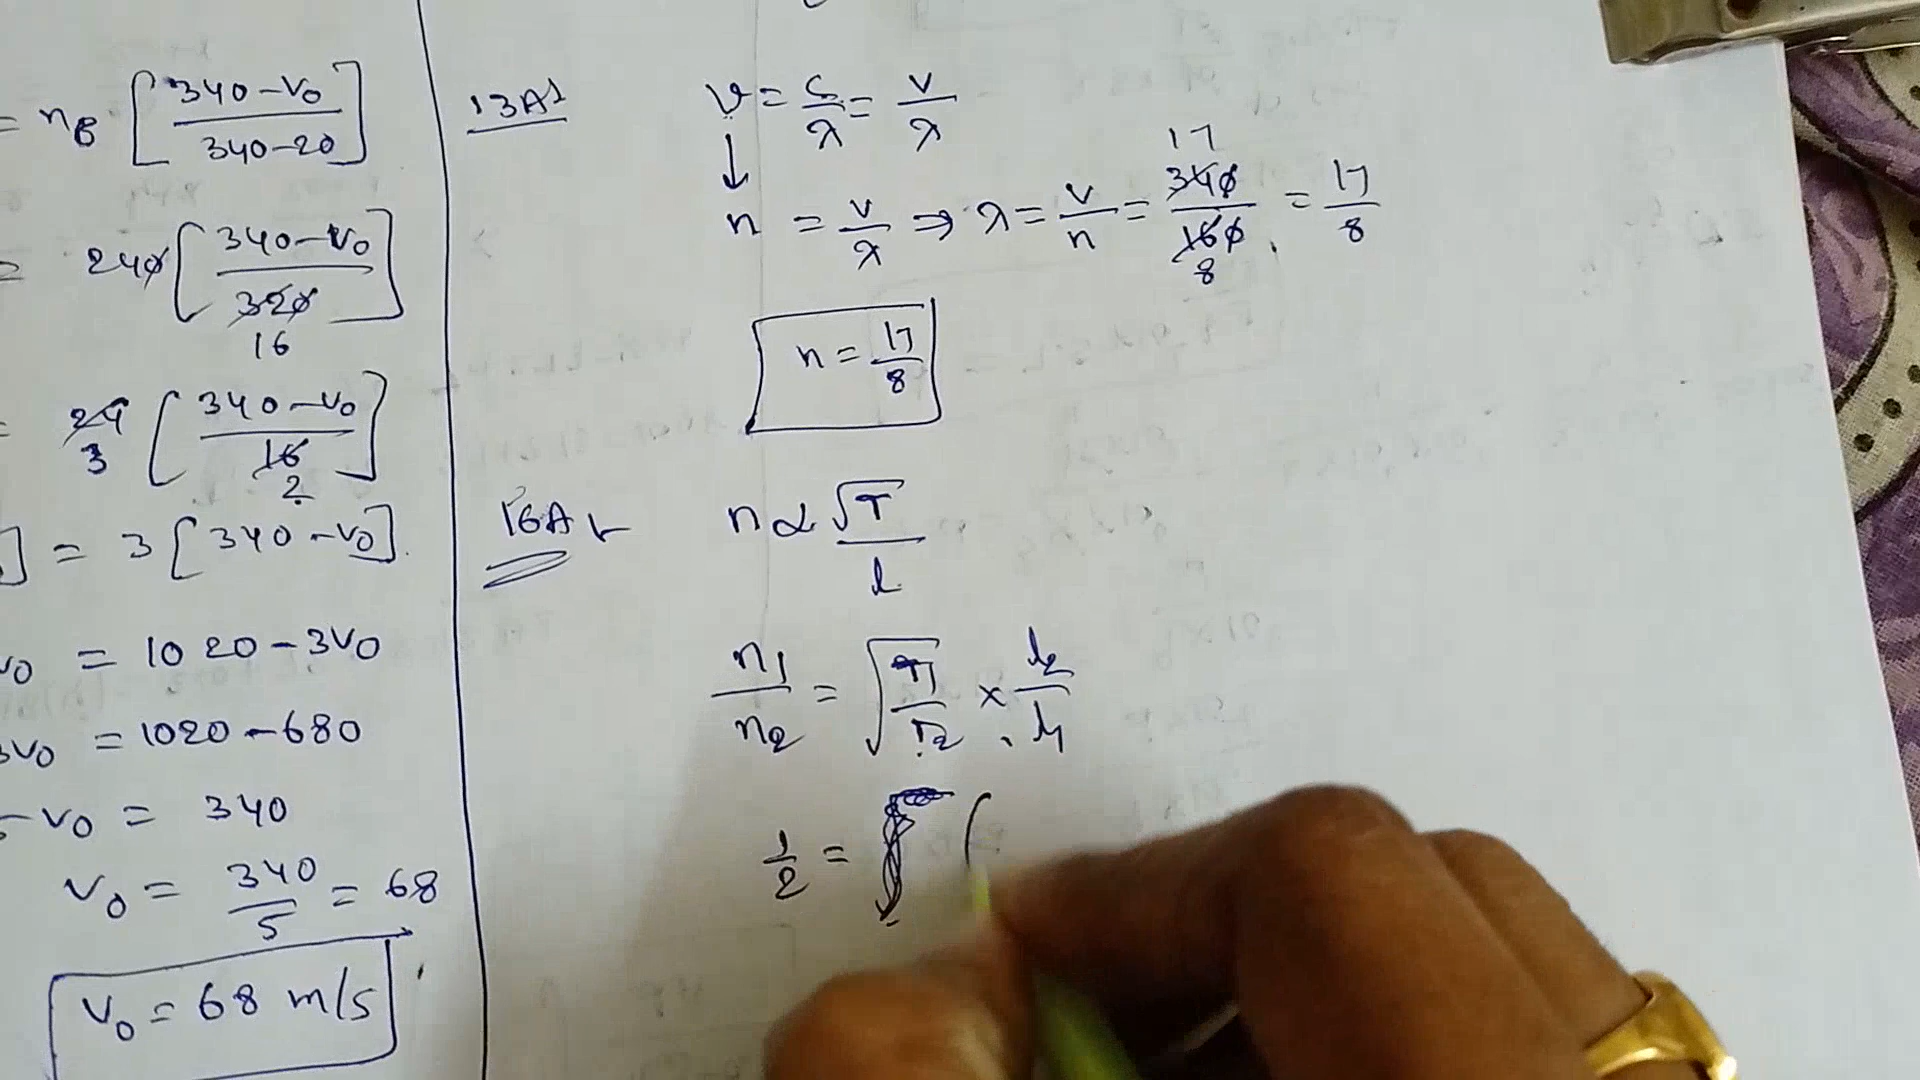 = nB [ 340-v0 / 340-20 ]
= 240 [ 340-v0 / 320 ]
16
= 24 [ 340-v0 / 16 ]
3 2
] = 3 [ 340-v0 ].
v0 = 1020-3v0
3v0 = 1020-680
v0 = 340
v0 = 340/5 = 68
v0 = 68 m/s
13A)
ν = c/λ = v/λ
↓
n = v/λ ⇒ λ = v/n = 340/160 = 17/8
17
8
n = 17/8
16A
n ∝ √T / l
n1/n2 = √(T1/T2) × l2/l1
1/2 = (